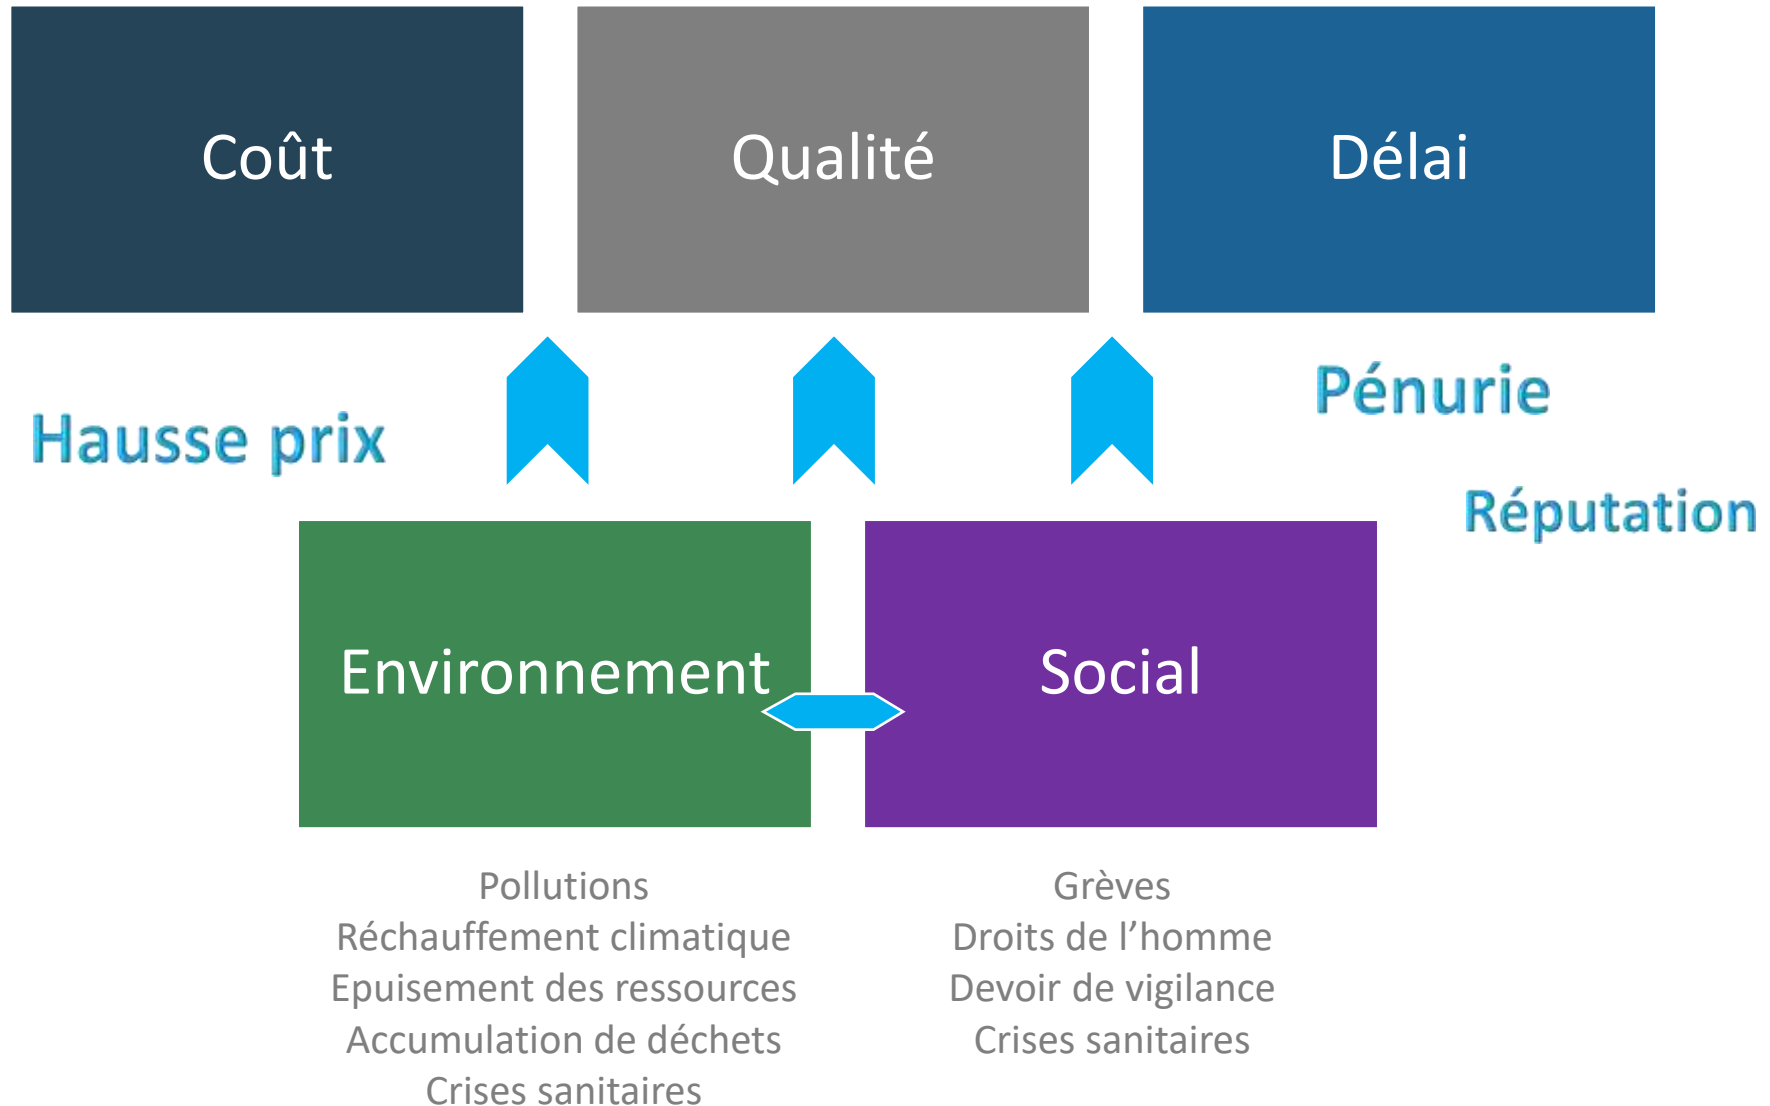 Coût
Qualité
Délai
Pénurie
Hausse prix
Réputation
Environnement
Social
Pollutions
Réchauffement climatique
Epuisement des ressources
Accumulation de déchets
Crises sanitaires
Grèves
Droits de l’homme
Devoir de vigilance
Crises sanitaires